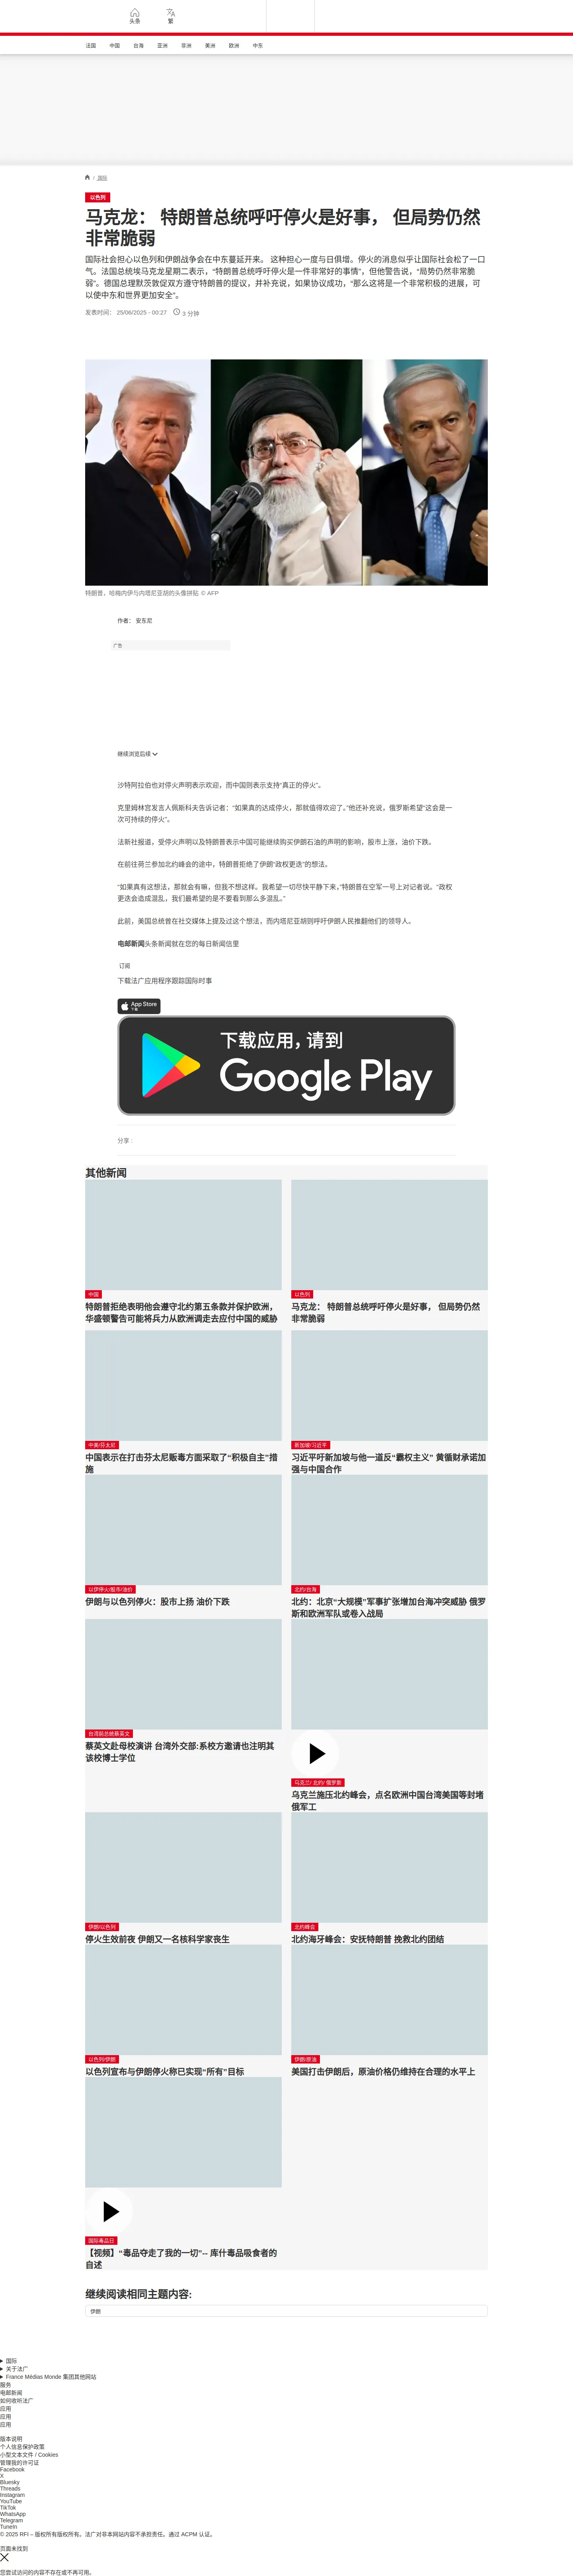 头条
繁
法国 中国 台海 亚洲 非洲 美洲 欧洲 中东
/ 国际
以色列
马克龙： 特朗普总统呼吁停火是好事， 但局势仍然
非常脆弱
国际社会担心以色列和伊朗战争会在中东蔓延开来。 这种担心一度与日俱增。停火的消息似乎让国际社会松了一口
气。法国总统埃马克龙星期二表示，“特朗普总统呼吁停火是一件非常好的事情”，但他警告说，“局势仍然非常脆
弱”。德国总理默茨敦促双方遵守特朗普的提议，并补充说，如果协议成功，“那么这将是一个非常积极的进展，可
以使中东和世界更加安全”。
发表时间： 25/06/2025 - 00:27 3 分钟
特朗普，哈梅内伊与内塔尼亚胡的头像拼贴. © AFP
作者： 安东尼
广告
继续浏览后续
沙特阿拉伯也对停火声明表示欢迎，而中国则表示支持“真正的停火”。
克里姆林宫发言人佩斯科夫告诉记者：“如果真的达成停火，那就值得欢迎了。”他还补充说，俄罗斯希望“这会是一
次可持续的停火”。
法新社报道，受停火声明以及特朗普表示中国可能继续购买伊朗石油的声明的影响，股市上涨，油价下跌。
在前往荷兰参加北约峰会的途中，特朗普拒绝了伊朗“政权更迭”的想法。
“如果真有这想法，那就会有嘛，但我不想这样。我希望一切尽快平静下来，”特朗普在空军一号上对记者说。“政权
更迭会造成混乱，我们最希望的是不要看到那么多混乱。”
此前，美国总统曾在社交媒体上提及过这个想法，而内塔尼亚胡则呼吁伊朗人民推翻他们的领导人。
电邮新闻头条新闻就在您的每日新闻信里
订阅
下载法广应用程序跟踪国际时事
App Store
下载
下载应用，请到
Google Play
分享 :
其他新闻
中国
特朗普拒绝表明他会遵守北约第五条款并保护欧洲，
华盛顿警告可能将兵力从欧洲调走去应付中国的威胁
以色列
马克龙： 特朗普总统呼吁停火是好事， 但局势仍然
非常脆弱
中美/芬太尼
中国表示在打击芬太尼贩毒方面采取了“积极自主”措
施
新加坡/习近平
习近平吁新加坡与他一道反“霸权主义” 黄循财承诺加
强与中国合作
以伊停火/股市/油价
伊朗与以色列停火：股市上扬 油价下跌
北约/台海
北约：北京“大规模”军事扩张增加台海冲突威胁 俄罗
斯和欧洲军队或卷入战局
台湾前总统蔡英文
蔡英文赴母校演讲 台湾外交部:系校方邀请也注明其
该校博士学位
乌克兰/ 北约/ 俄罗斯
乌克兰施压北约峰会，点名欧洲中国台湾美国等封堵
俄军工
伊朗/以色列
停火生效前夜 伊朗又一名核科学家丧生
北约峰会
北约海牙峰会：安抚特朗普 挽救北约团结
以色列/伊朗
以色列宣布与伊朗停火称已实现“所有”目标
伊朗/原油
美国打击伊朗后，原油价格仍维持在合理的水平上
国际毒品日
【视频】“毒品夺走了我的一切”-- 库什毒品吸食者的
自述
继续阅读相同主题内容:
伊朗
国际
关于法广
France Médias Monde 集团其他网站
服务
电邮新闻
如何收听法广
应用
应用
应用
版本说明
个人信息保护政策
小型文本文件 / Cookies
管理我的许可证
Facebook
X
Bluesky
Threads
Instagram
YouTube
TikTok
WhatsApp
Telegram
TuneIn
© 2025 RFI – 版权所有版权所有。法广对非本网站内容不承担责任。通过 ACPM 认证。
页面未找到
您尝试访问的内容不存在或不再可用。